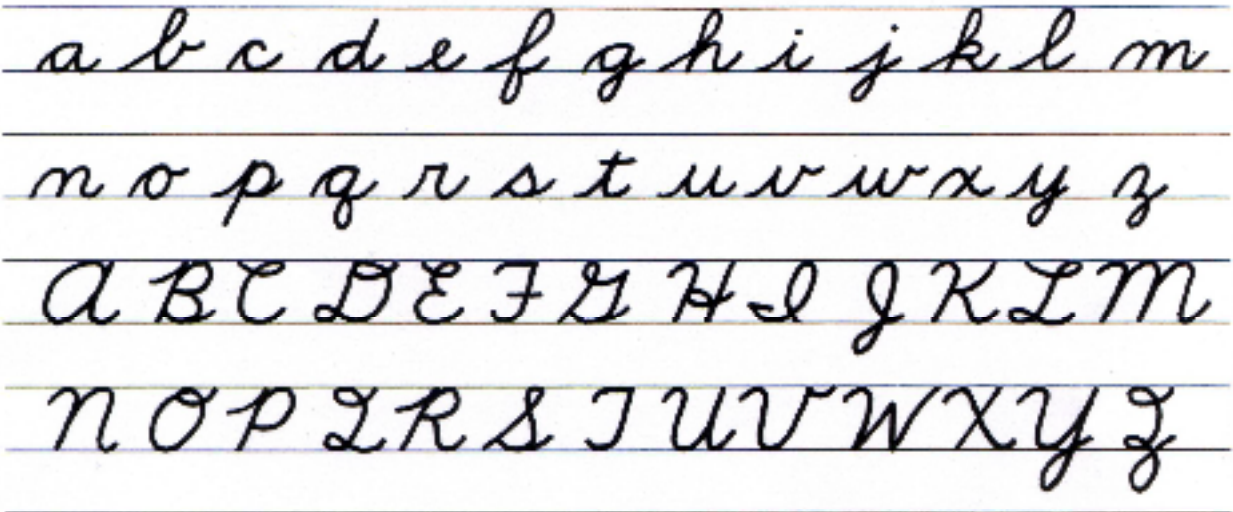 a b c d e f g h i j k l m
n o p q r s t u v w x y z
A B C D E F G H I J K L M
N O P Q R S T U V W X Y Z